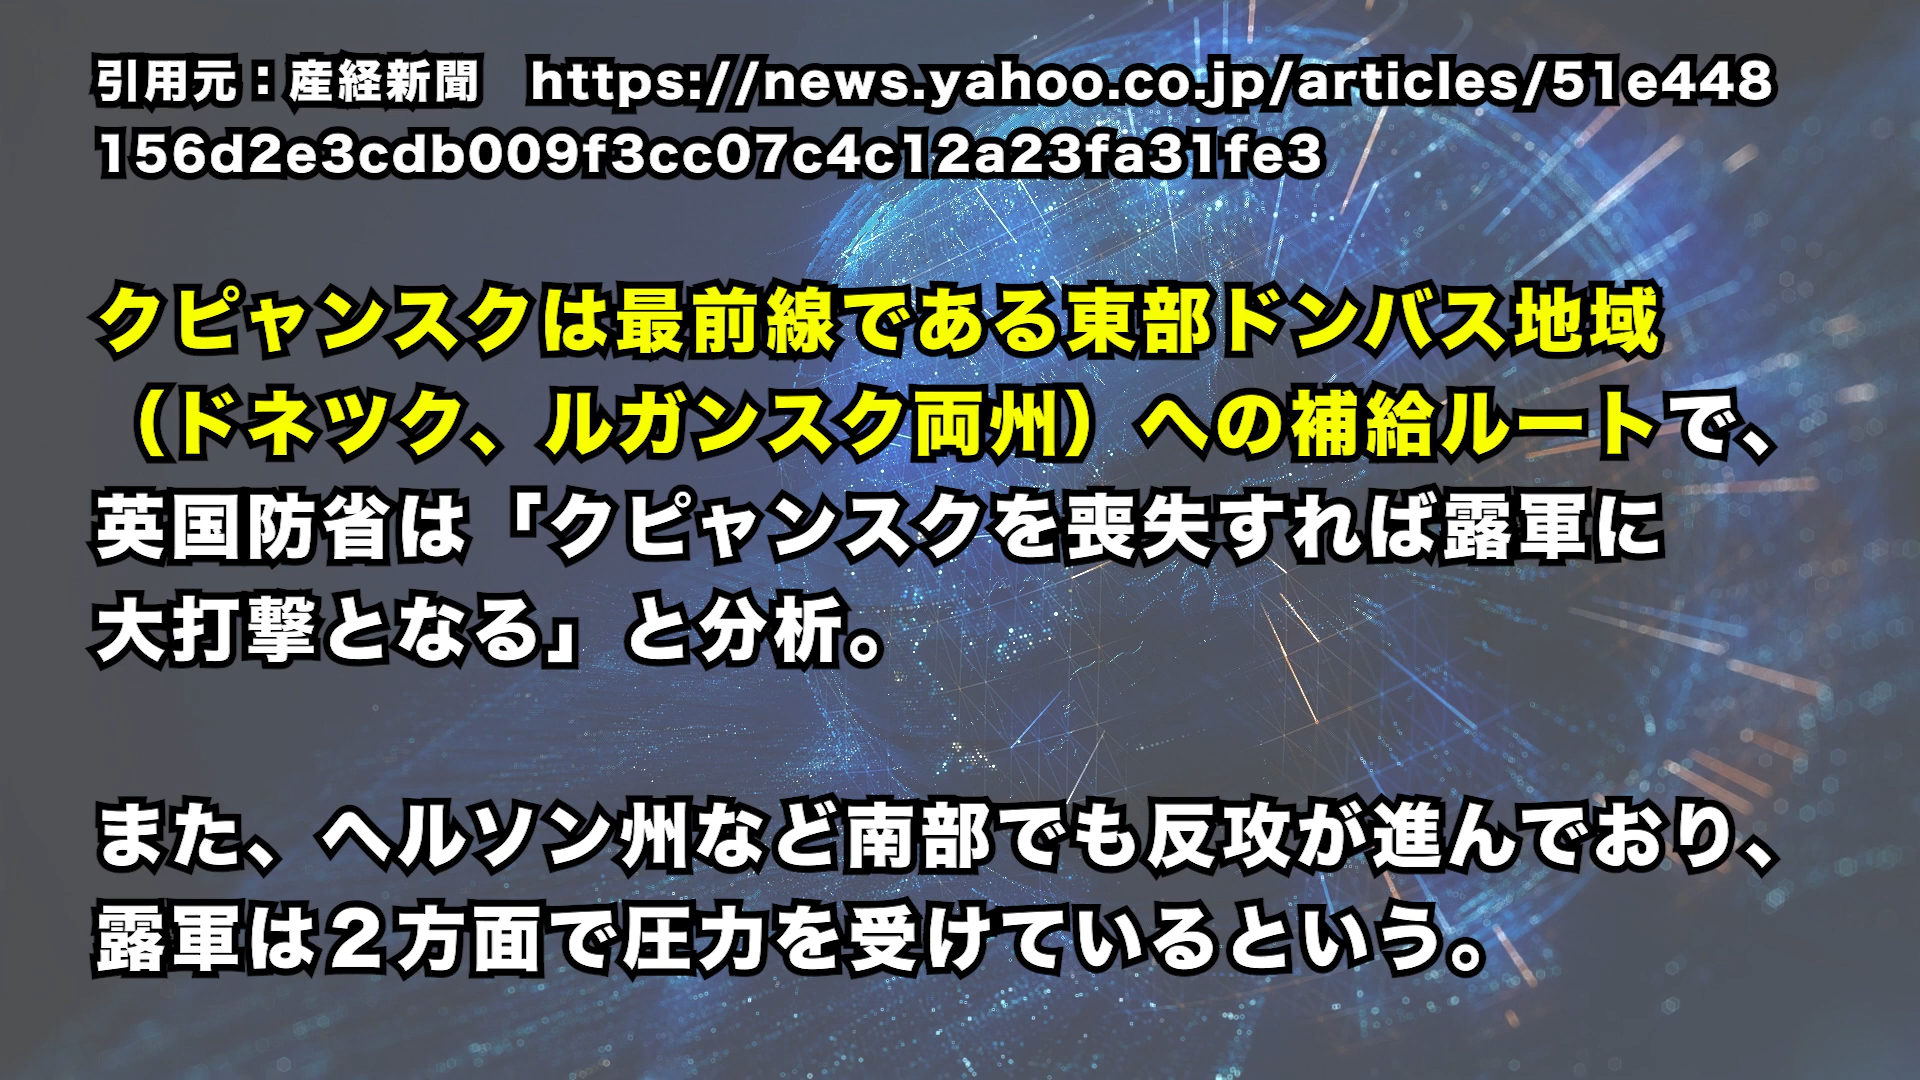 引用元：産経新聞　https://news.yahoo.co.jp/articles/51e448
156d2e3cdb009f3cc07c4c12a23fa31fe3
クピャンスクは最前線である東部ドンバス地域
（ドネツク、ルガンスク両州）への補給ルートで、
英国防省は「クピャンスクを喪失すれば露軍に
大打撃となる」と分析。
また、ヘルソン州など南部でも反攻が進んでおり、
露軍は２方面で圧力を受けているという。